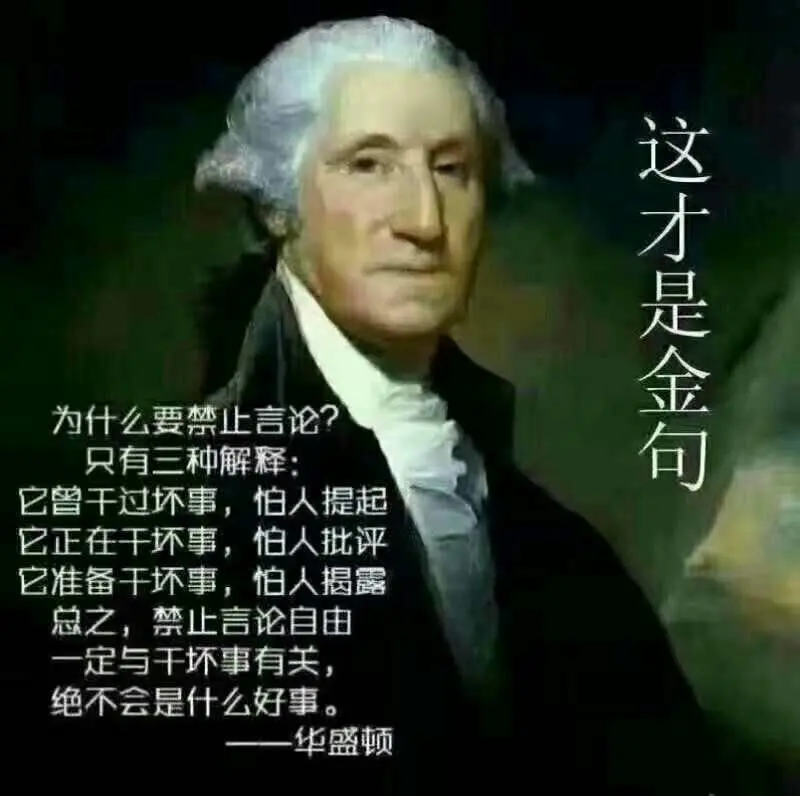 这才是金句
为什么要禁止言论?
只有三种解释:
它曾干过坏事,怕人提起
它正在干坏事,怕人批评
它准备干坏事,怕人揭露
总之,禁止言论自由
一定与干坏事有关,
绝不会是什么好事。
——华盛顿